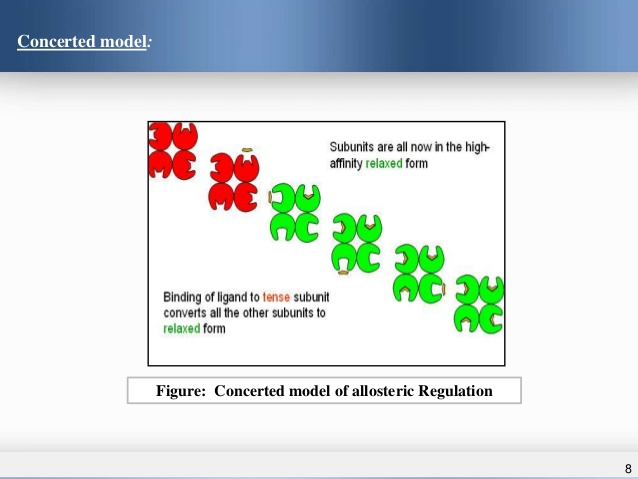 Concerted model:
Subunits are all now in the high-
affinity relaxed form
Binding of ligand to tense subunit
converts all the other subunits to
relaxed form
Figure:  Concerted model of allosteric Regulation
8